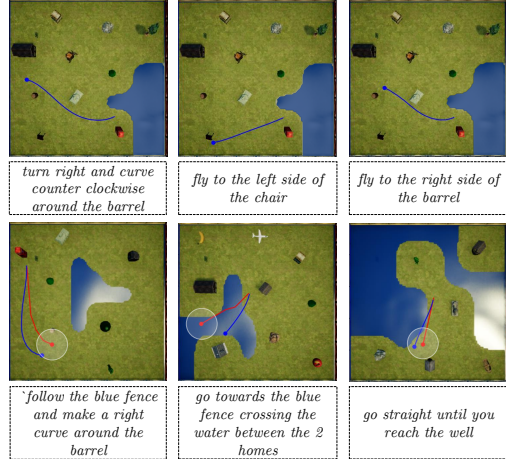 turn right and curve
counter clockwise
around the barrel
fly to the left side of
the chair
fly to the right side of
the barrel
`follow the blue fence
and make a right
curve around the
barrel
go towards the blue
fence crossing the
water between the 2
homes
go straight until you
reach the well